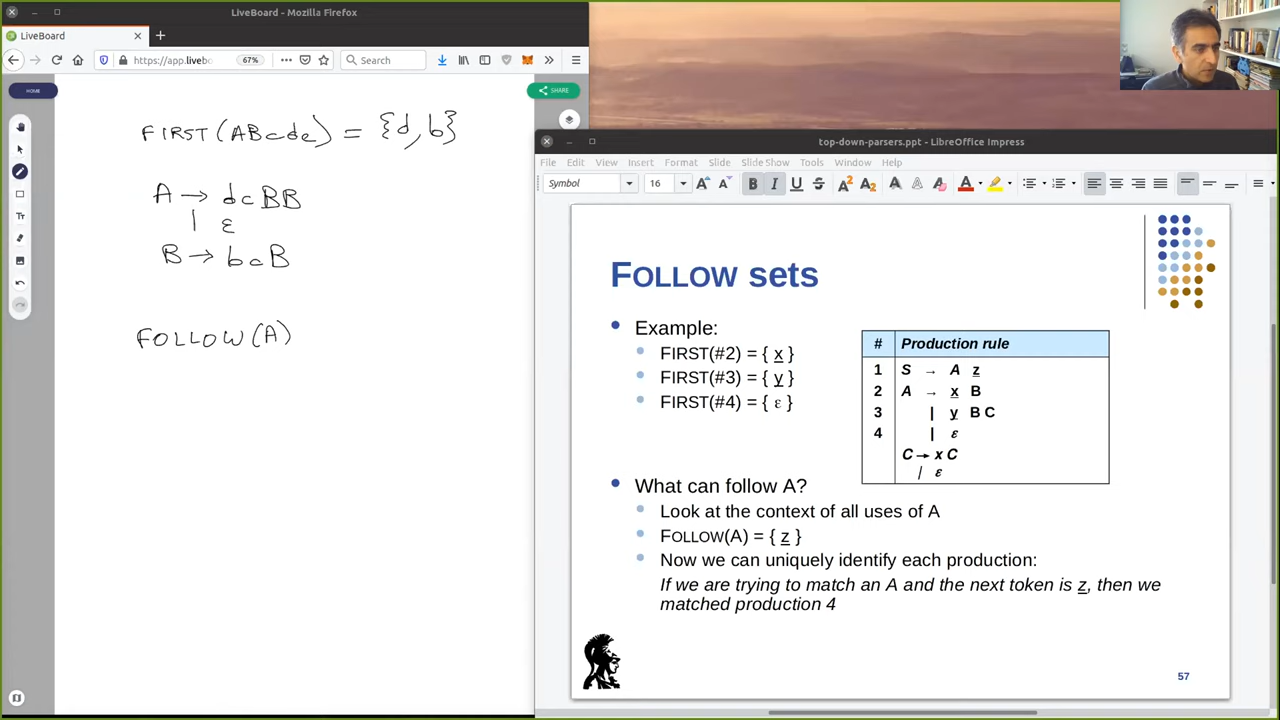 LiveBoard - Mozilla Firefox
LiveBoard
https://app.livebo
67%
Search
HOME
SHARE
FIRST(ABcde) = {d,b}
A → dcBB
| ε
B → bcB
FOLLOW(A)
top-down-parsers.ppt - LibreOffice Impress
File Edit View Insert Format Slide Slide Show Tools Window Help
Symbol 16
FOLLOW sets
Example:
FIRST(#2) = { x }
FIRST(#3) = { y }
FIRST(#4) = { ε }
# Production rule
1 S → A z
2 A → x B
3 | y B C
4 | ε
C → x C
| ε
What can follow A?
Look at the context of all uses of A
FOLLOW(A) = { z }
Now we can uniquely identify each production:
If we are trying to match an A and the next token is z, then we
matched production 4
57